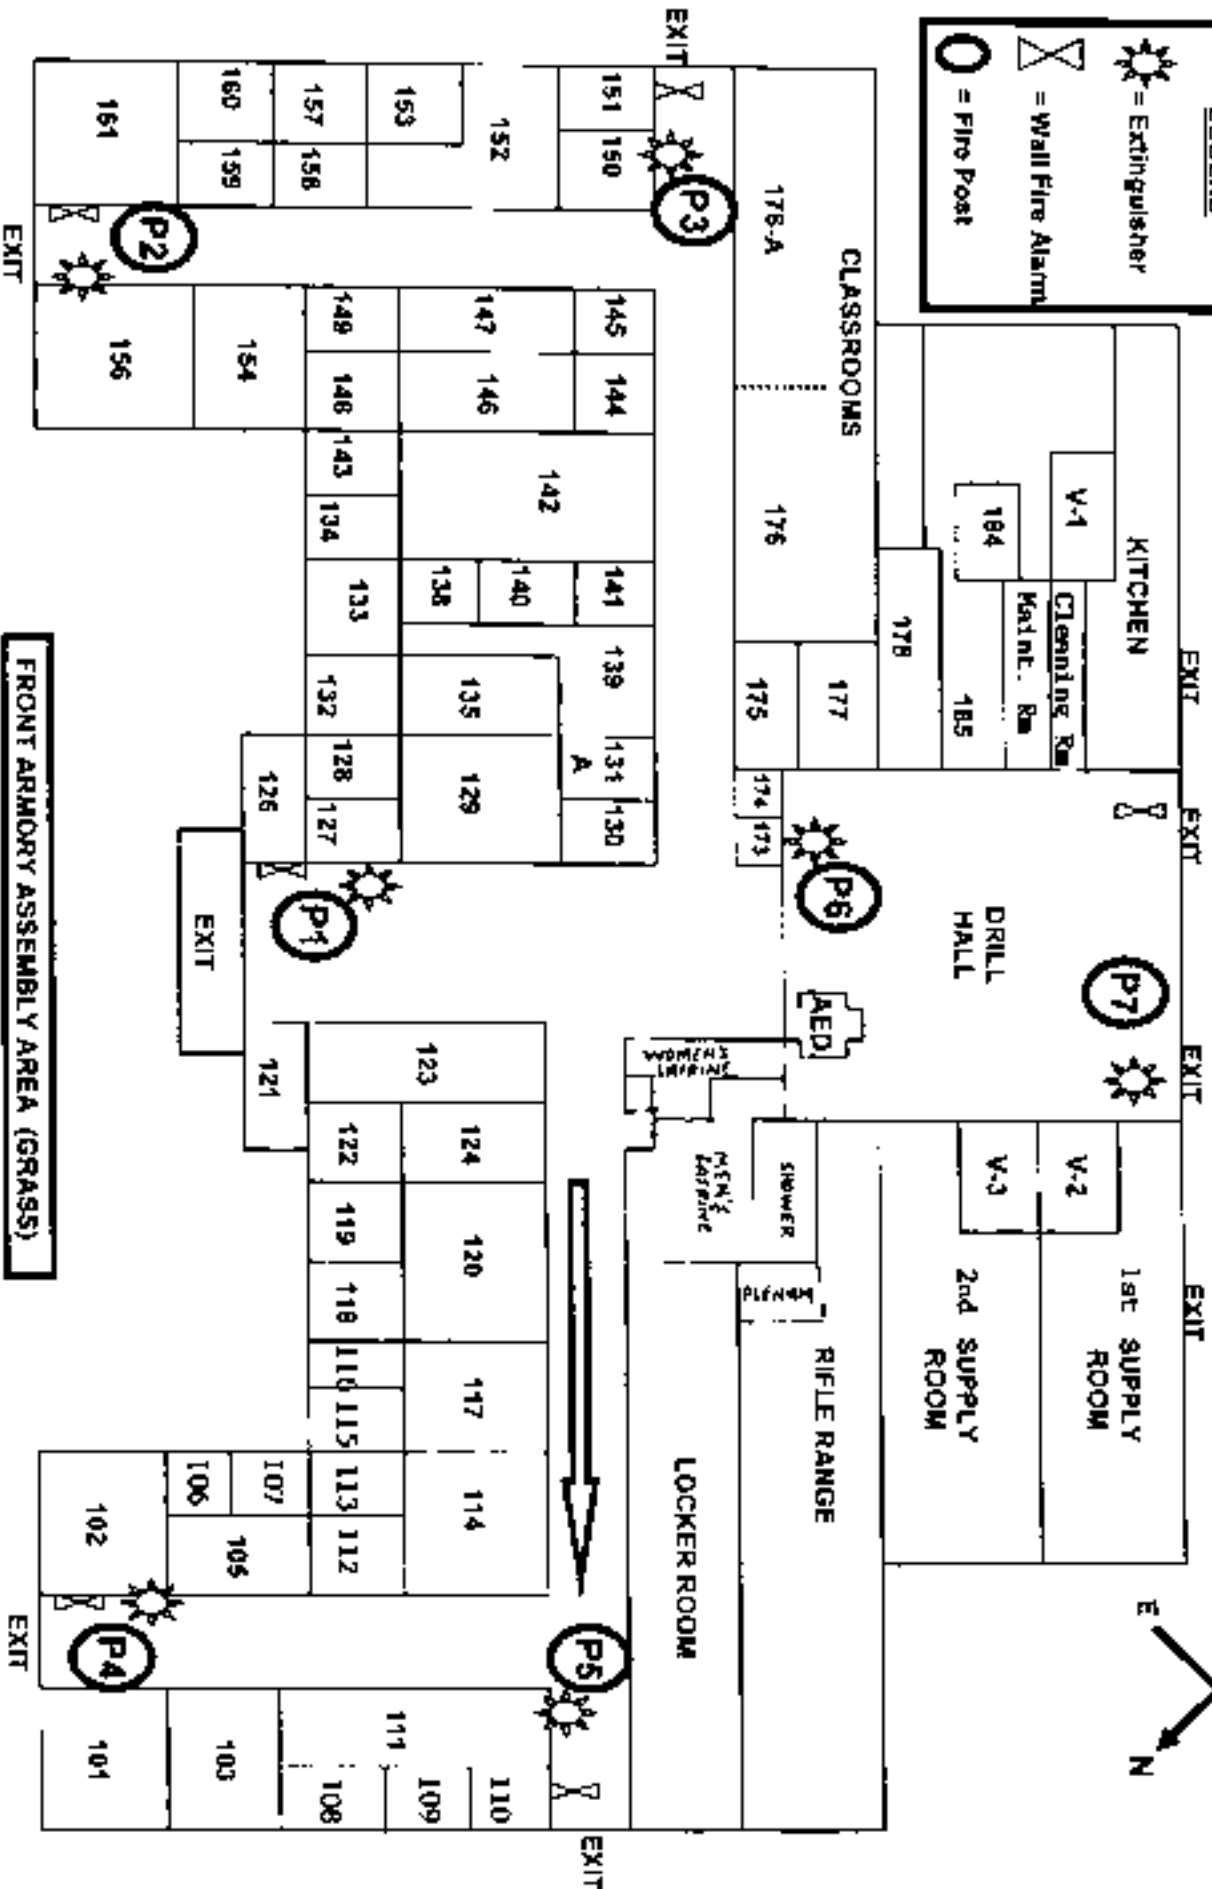 = Extinguisher
= Wall Fire Alarm
= Fire Post
EXIT
EXIT
EXIT
EXIT
KITCHEN
V-1
184
Cleaning Rm
Maint. Rm
185
178
CLASSROOMS
176-A
176
177
175
174
173
DRILL
HALL
P7
P6
AED
V-2
V-3
1st SUPPLY
ROOM
2nd SUPPLY
ROOM
RIFLE RANGE
SHOWER
PLENUM
MEN'S
LATRINE
WOMEN'S
LATRINE
LOCKER ROOM
EXIT
P3
151
150
152
153
157
158
160
159
161
P2
EXIT
145
144
147
146
149
148
154
156
142
143
134
141
140
138
133
139
135
132
131
A
130
129
128
127
126
P1
EXIT
121
123
122
124
119
120
118
116
115
117
113
112
114
107
106
105
102
P5
P4
EXIT
EXIT
111
110
109
108
103
101
E
N
FRONT ARMORY ASSEMBLY AREA (GRASS)